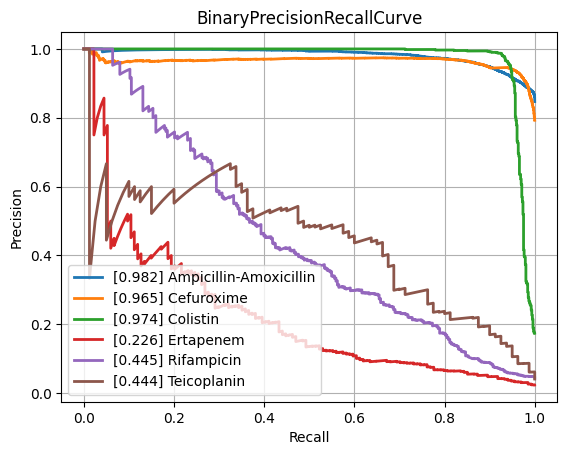 BinaryPrecisionRecallCurve
Precision
1.0
0.8
0.6
0.4
0.2
0.0
[0.982] Ampicillin-Amoxicillin
[0.965] Cefuroxime
[0.974] Colistin
[0.226] Ertapenem
[0.445] Rifampicin
[0.444] Teicoplanin
0.0 0.2 0.4 0.6 0.8 1.0
Recall